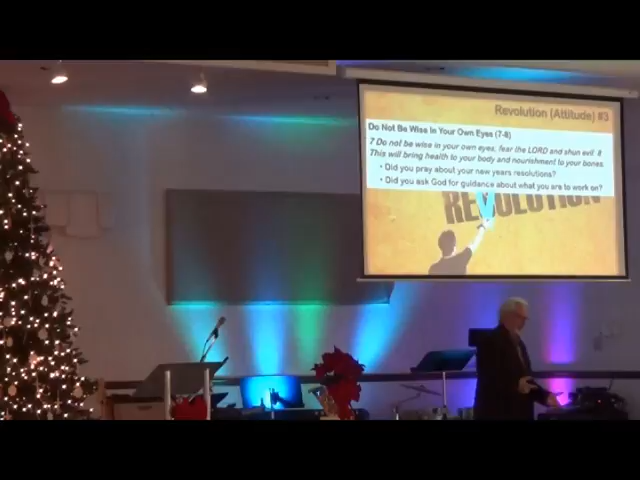 Revolution (Attitude) #3
Do Not Be Wise In Your Own Eyes (7-8)
7 Do not be wise in your own eyes; fear the LORD and shun evil. 8
This will bring health to your body and nourishment to your bones.
• Did you pray about your new years resolutions?
• Did you ask God for guidance about what you are to work on?
REVOLUTION